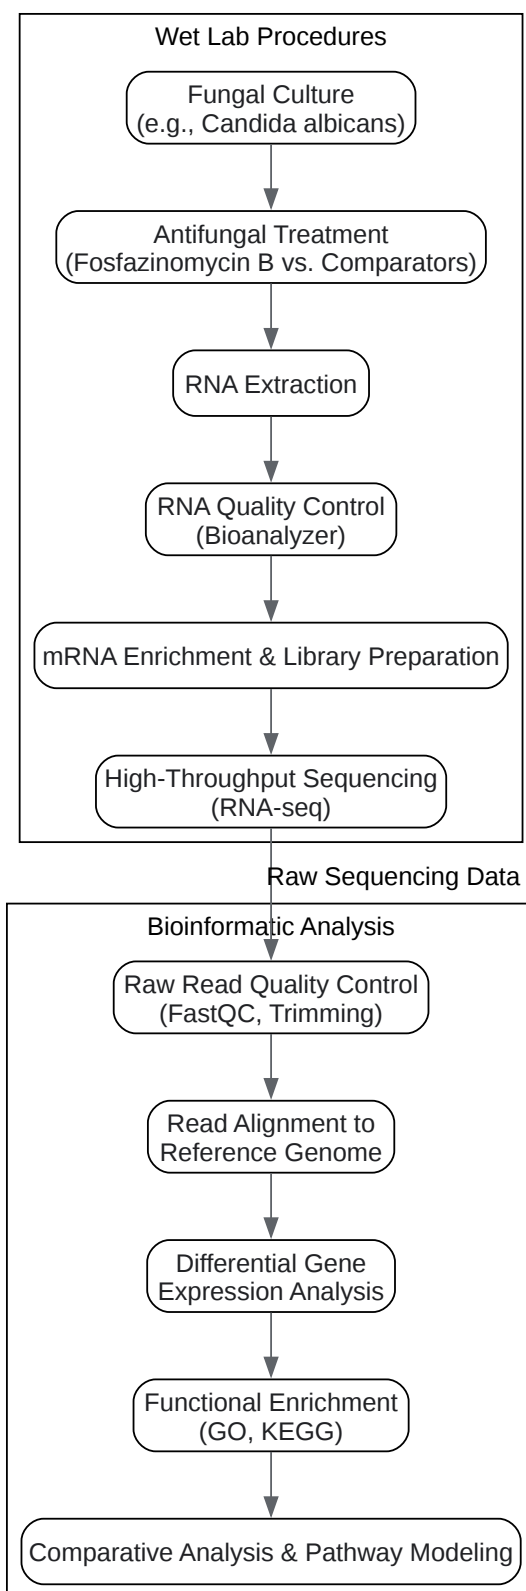 Wet Lab Procedures
Fungal Culture
(e.g., Candida albicans)
Antifungal Treatment
(Fosfazinomycin B vs. Comparators)
RNA Extraction
RNA Quality Control
(Bioanalyzer)
mRNA Enrichment & Library Preparation
High-Throughput Sequencing
(RNA-seq)
Raw Sequencing Data
Bioinformatic Analysis
Raw Read Quality Control
(FastQC, Trimming)
Read Alignment to
Reference Genome
Differential Gene
Expression Analysis
Functional Enrichment
(GO, KEGG)
Comparative Analysis & Pathway Modeling